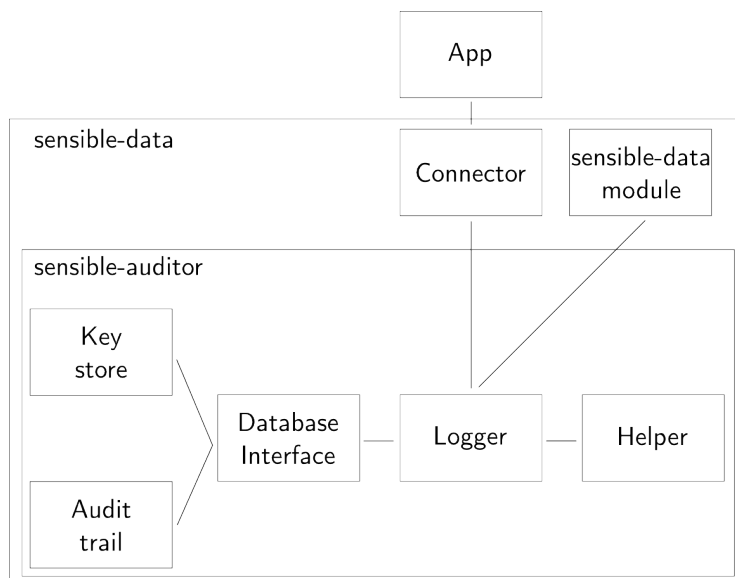 App
sensible-data
Connector
sensible-data
module
sensible-auditor
Key
store
Database
Interface
Logger
Helper
Audit
trail